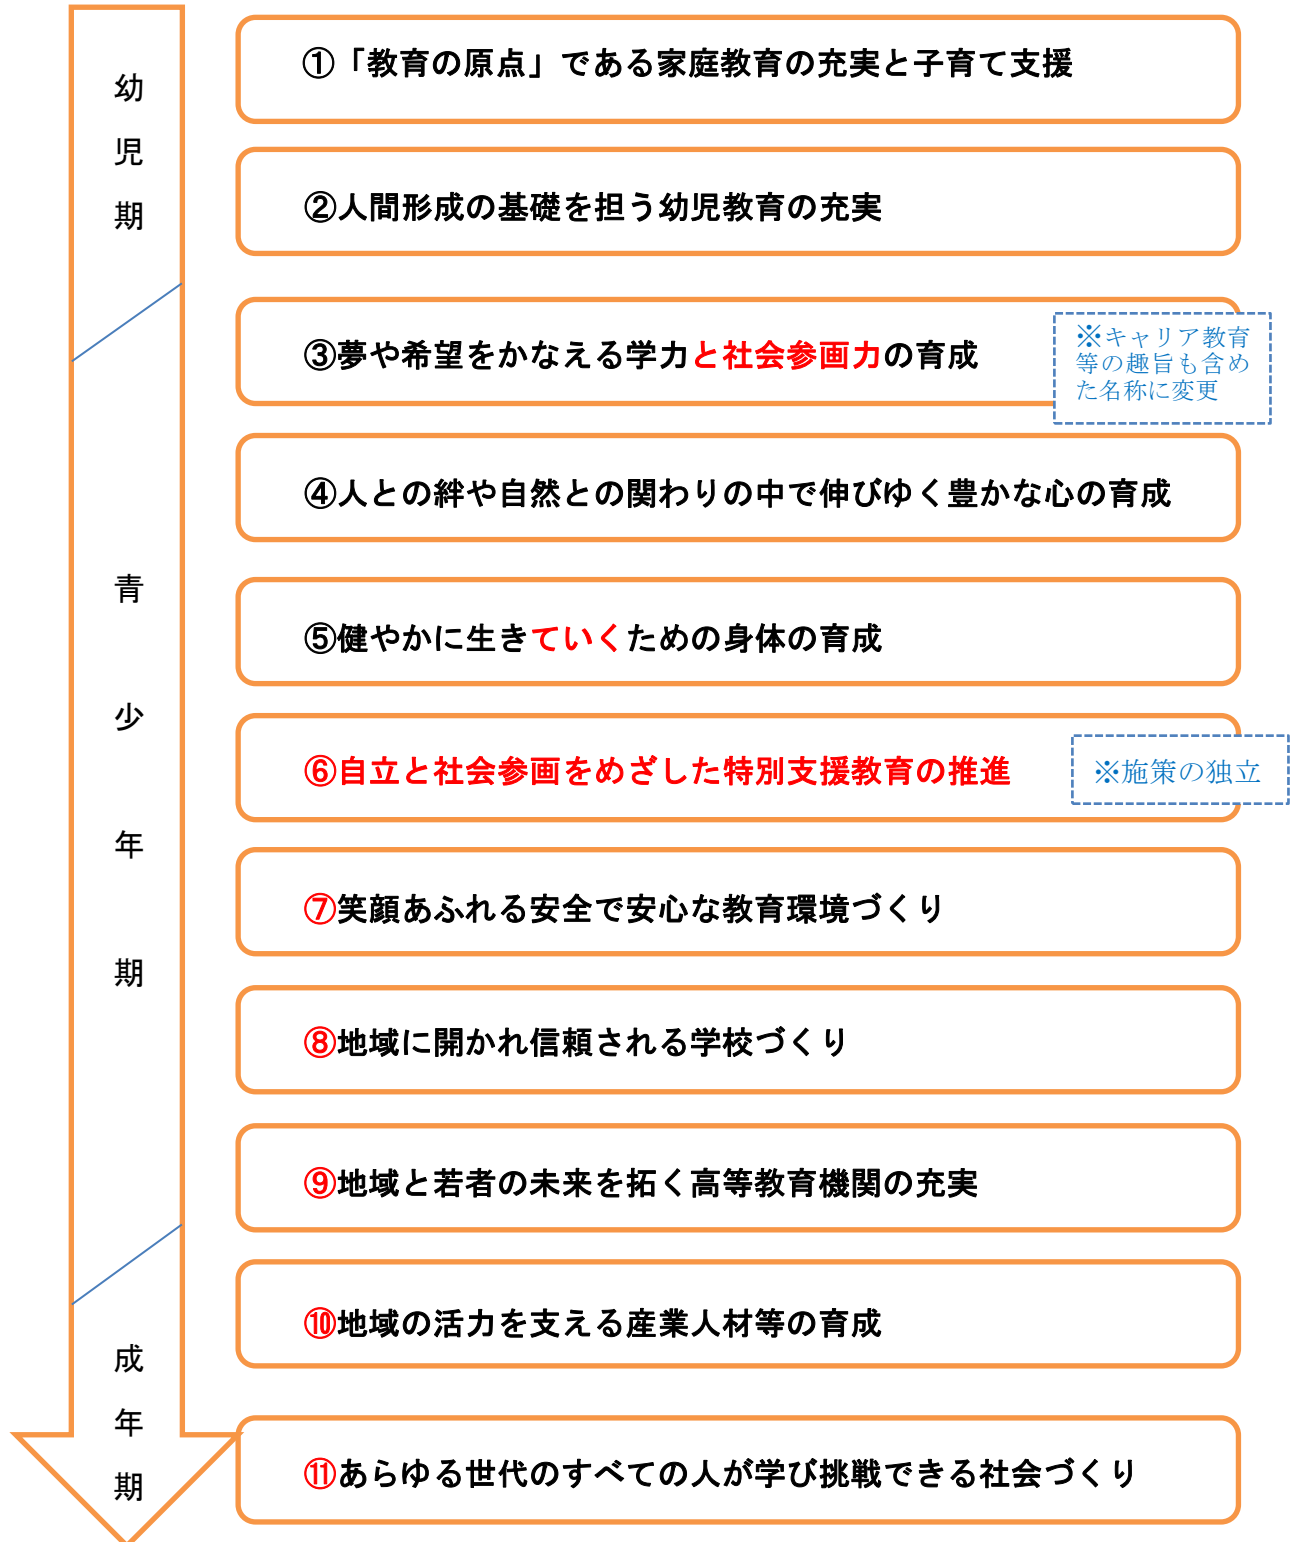 幼児期
①「教育の原点」である家庭教育の充実と子育て支援
②人間形成の基礎を担う幼児教育の充実
青少年期
③夢や希望をかなえる学力と社会参画力の育成
※キャリア教育
等の趣旨も含め
た名称に変更
④人との絆や自然との関わりの中で伸びゆく豊かな心の育成
⑤健やかに生きていくための身体の育成
⑥自立と社会参画をめざした特別支援教育の推進
※施策の独立
⑦笑顔あふれる安全で安心な教育環境づくり
⑧地域に開かれ信頼される学校づくり
⑨地域と若者の未来を拓く高等教育機関の充実
成年期
⑩地域の活力を支える産業人材等の育成
⑪あらゆる世代のすべての人が学び挑戦できる社会づくり